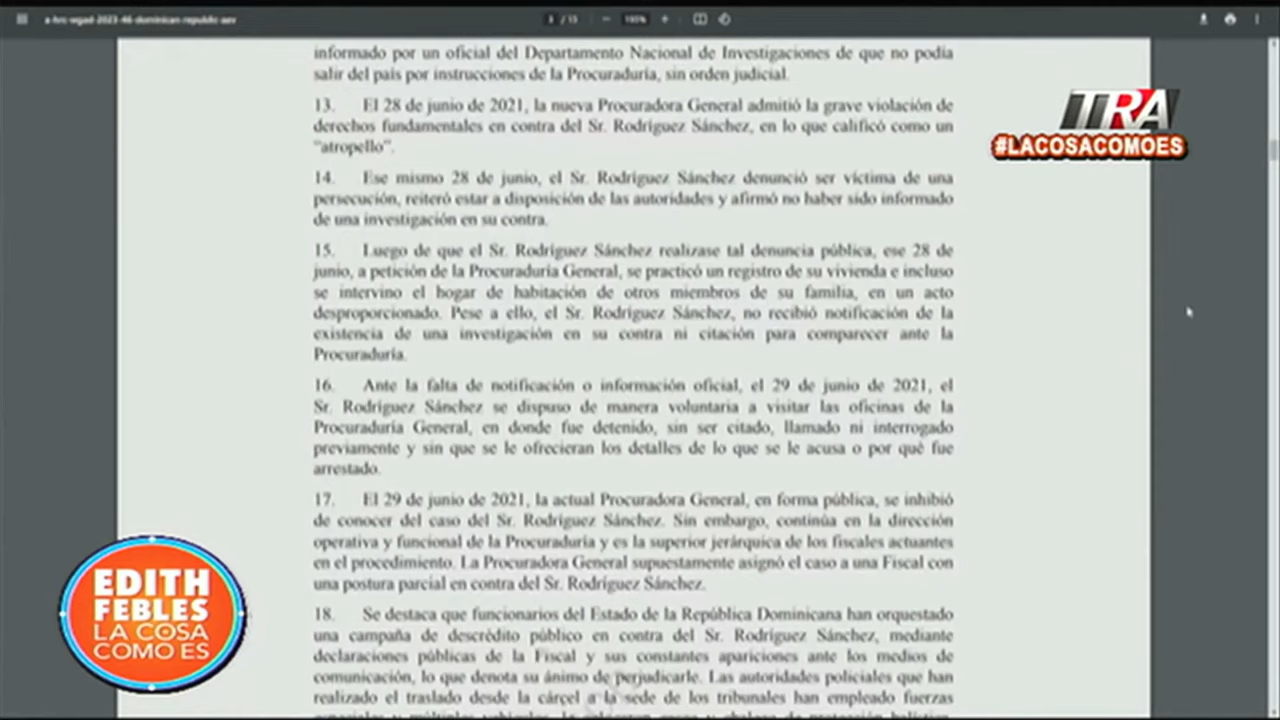 a-hrc-wgad-2023-46-dominican-republic-aev
3 / 15
informado por un oficial del Departamento Nacional de Investigaciones de que no podía
salir del país por instrucciones de la Procuraduría, sin orden judicial.
13. El 28 de junio de 2021, la nueva Procuradora General admitió la grave violación de
derechos fundamentales en contra del Sr. Rodríguez Sánchez, en lo que calificó como un
“atropello”.
14. Ese mismo 28 de junio, el Sr. Rodríguez Sánchez denunció ser víctima de una
persecución, reiteró estar a disposición de las autoridades y afirmó no haber sido informado
de una investigación en su contra.
15. Luego de que el Sr. Rodríguez Sánchez realizase tal denuncia pública, ese 28 de
junio, a petición de la Procuraduría General, se practicó un registro de su vivienda e incluso
se intervino el hogar de habitación de otros miembros de su familia, en un acto
desproporcionado. Pese a ello, el Sr. Rodríguez Sánchez, no recibió notificación de la
existencia de una investigación en su contra ni citación para comparecer ante la
Procuraduría.
16. Ante la falta de notificación o información oficial, el 29 de junio de 2021, el
Sr. Rodríguez Sánchez se dispuso de manera voluntaria a visitar las oficinas de la
Procuraduría General, en donde fue detenido, sin ser citado, llamado ni interrogado
previamente y sin que se le ofrecieran los detalles de lo que se le acusa o por qué fue
arrestado.
17. El 29 de junio de 2021, la actual Procuradora General, en forma pública, se inhibió
de conocer del caso del Sr. Rodríguez Sánchez. Sin embargo, continúa en la dirección
operativa y funcional de la Procuraduría y es la superior jerárquica de los fiscales actuantes
en el procedimiento. La Procuradora General supuestamente asignó el caso a una Fiscal con
una postura parcial en contra del Sr. Rodríguez Sánchez.
18. Se destaca que funcionarios del Estado de la República Dominicana han orquestado
una campaña de descrédito público en contra del Sr. Rodríguez Sánchez, mediante
declaraciones públicas de la Fiscal y sus constantes apariciones ante los medios de
comunicación, lo que denota su ánimo de perjudicarle. Las autoridades policiales que han
realizado el traslado desde la cárcel a la sede de los tribunales han empleado fuerzas
TRA
#LACOSACOMOES
EDITH
FEBLES
LA COSA
COMO ES